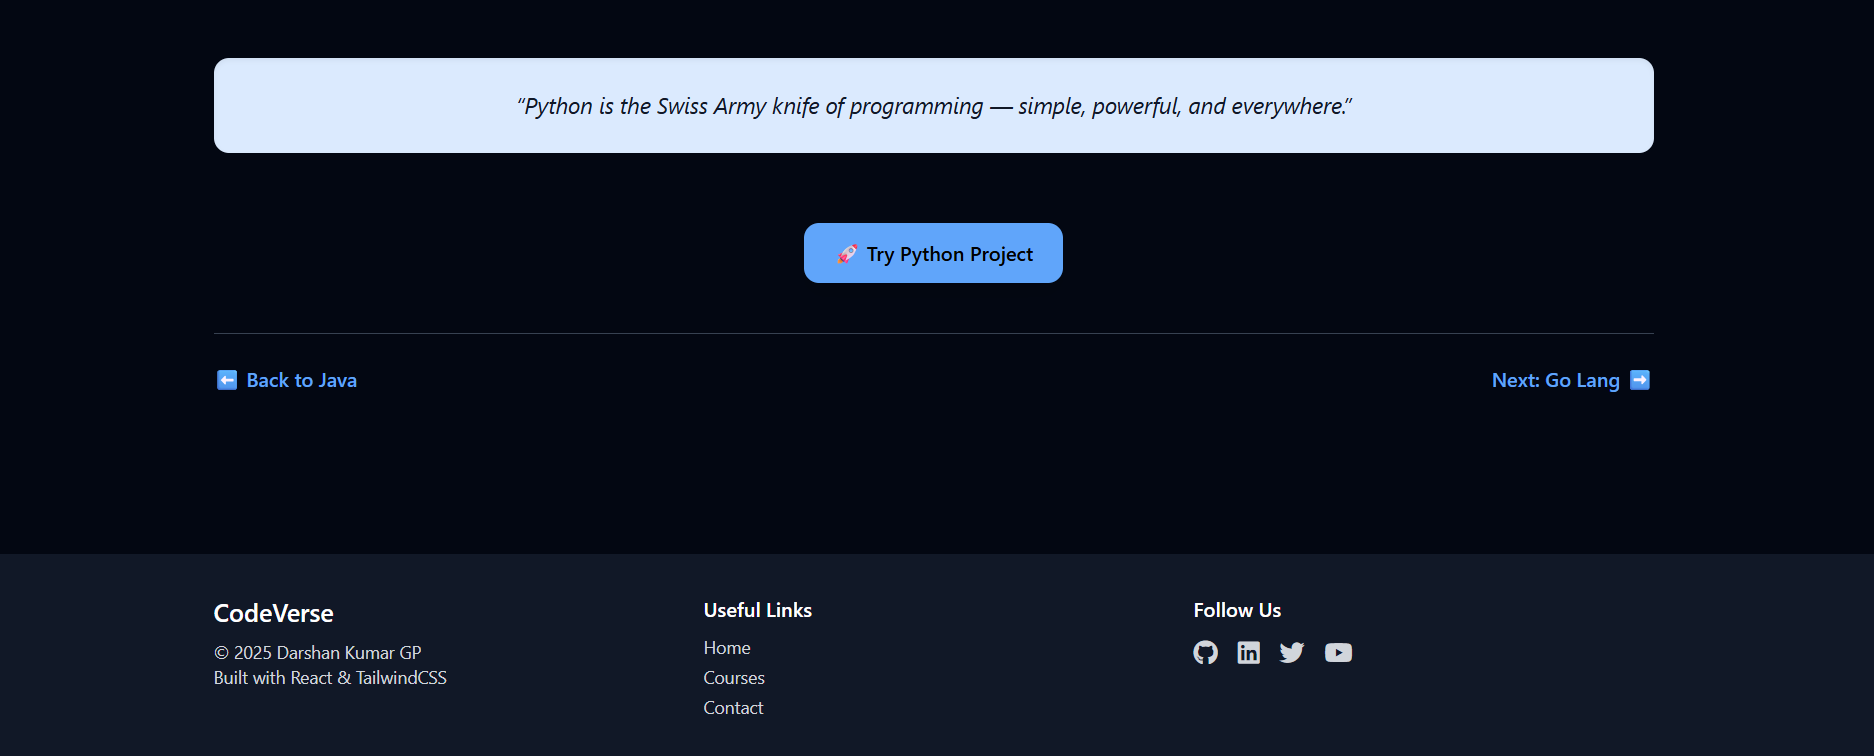 “Python is the Swiss Army knife of programming — simple, powerful, and everywhere.”
🚀 Try Python Project
⬅️ Back to Java
Next: Go Lang ➡️
CodeVerse
© 2025 Darshan Kumar GP
Built with React & TailwindCSS
Useful Links
Home
Courses
Contact
Follow Us